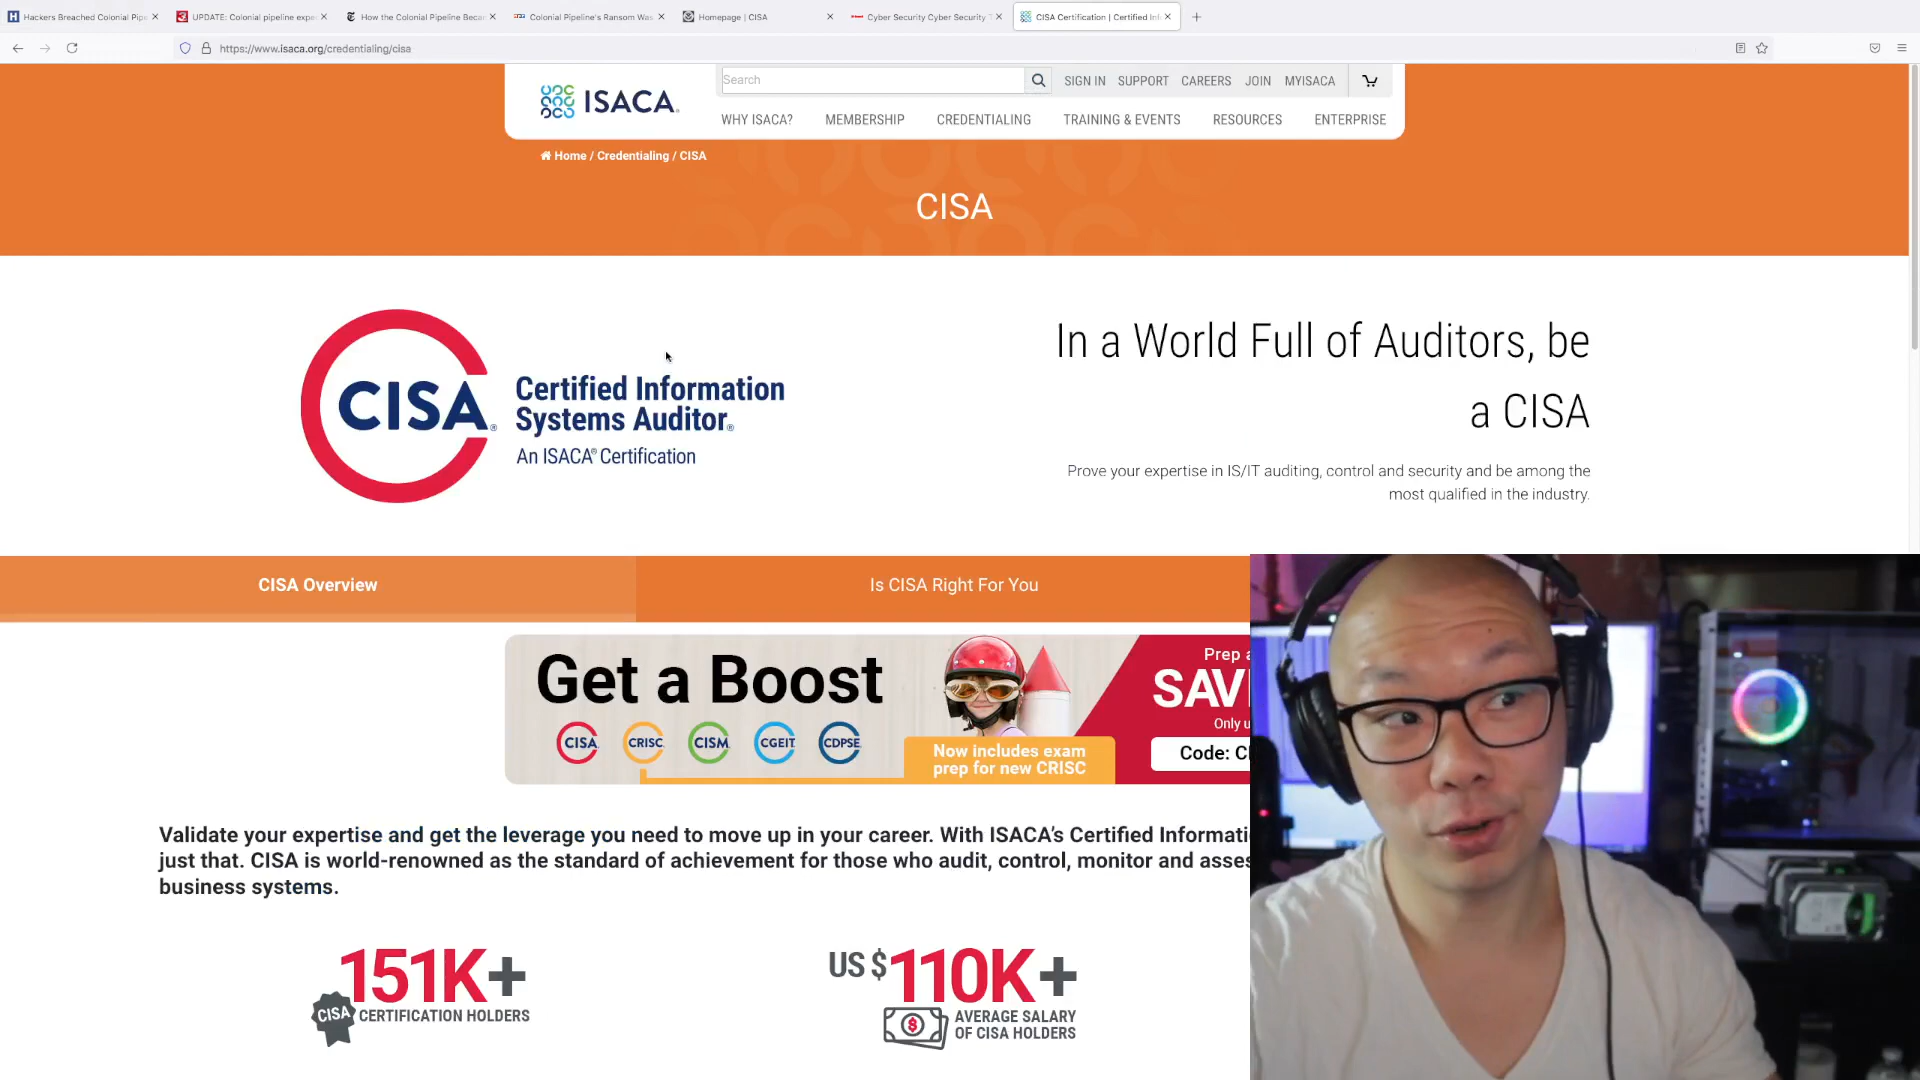 Hackers Breached Colonial Pip
UPDATE: Colonial pipeline expe
How the Colonial Pipeline Beca
Colonial Pipeline's Ransom Was
Homepage | CISA
Cyber Security Cyber Security T
CISA Certification | Certified Inf
https://www.isaca.org/credentialing/cisa
ISACA.
Search
SIGN IN SUPPORT CAREERS JOIN MYISACA
WHY ISACA? MEMBERSHIP CREDENTIALING TRAINING & EVENTS RESOURCES ENTERPRISE
Home / Credentialing / CISA
CISA
CISA®
Certified Information
Systems Auditor®
An ISACA® Certification
In a World Full of Auditors, be
a CISA
Prove your expertise in IS/IT auditing, control and security and be among the
most qualified in the industry.
CISA Overview
Is CISA Right For You
Get a Boost
CISA CRISC CISM CGEIT CDPSE
Now includes exam
prep for new CRISC
Prep a
SAV
Only u
Code: C
Validate your expertise and get the leverage you need to move up in your career. With ISACA's Certified Informati
just that. CISA is world-renowned as the standard of achievement for those who audit, control, monitor and asses
business systems.
151K+
CISA CERTIFICATION HOLDERS
US $110K+
AVERAGE SALARY
OF CISA HOLDERS